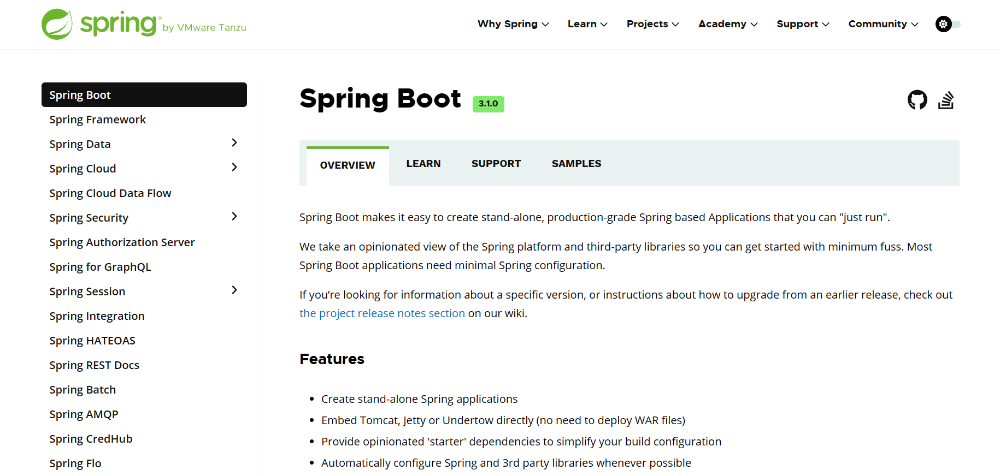 spring® by VMware Tanzu
Why Spring
Learn
Projects
Academy
Support
Community
Spring Boot
Spring Framework
Spring Data
Spring Cloud
Spring Cloud Data Flow
Spring Security
Spring Authorization Server
Spring for GraphQL
Spring Session
Spring Integration
Spring HATEOAS
Spring REST Docs
Spring Batch
Spring AMQP
Spring CredHub
Spring Flo
Spring Boot 3.1.0
OVERVIEW
LEARN
SUPPORT
SAMPLES
Spring Boot makes it easy to create stand-alone, production-grade Spring based Applications that you can "just run".
We take an opinionated view of the Spring platform and third-party libraries so you can get started with minimum fuss. Most
Spring Boot applications need minimal Spring configuration.
If you’re looking for information about a specific version, or instructions about how to upgrade from an earlier release, check out
the project release notes section on our wiki.
Features
• Create stand-alone Spring applications
• Embed Tomcat, Jetty or Undertow directly (no need to deploy WAR files)
• Provide opinionated 'starter' dependencies to simplify your build configuration
• Automatically configure Spring and 3rd party libraries whenever possible